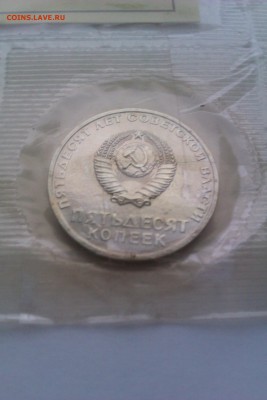 COINS.LAVE.RU
ПЯТЬДЕСЯТ ЛЕТ СОВЕТСКОЙ ВЛАСТИ
ПЯТЬДЕСЯТ
КОПЕЕК